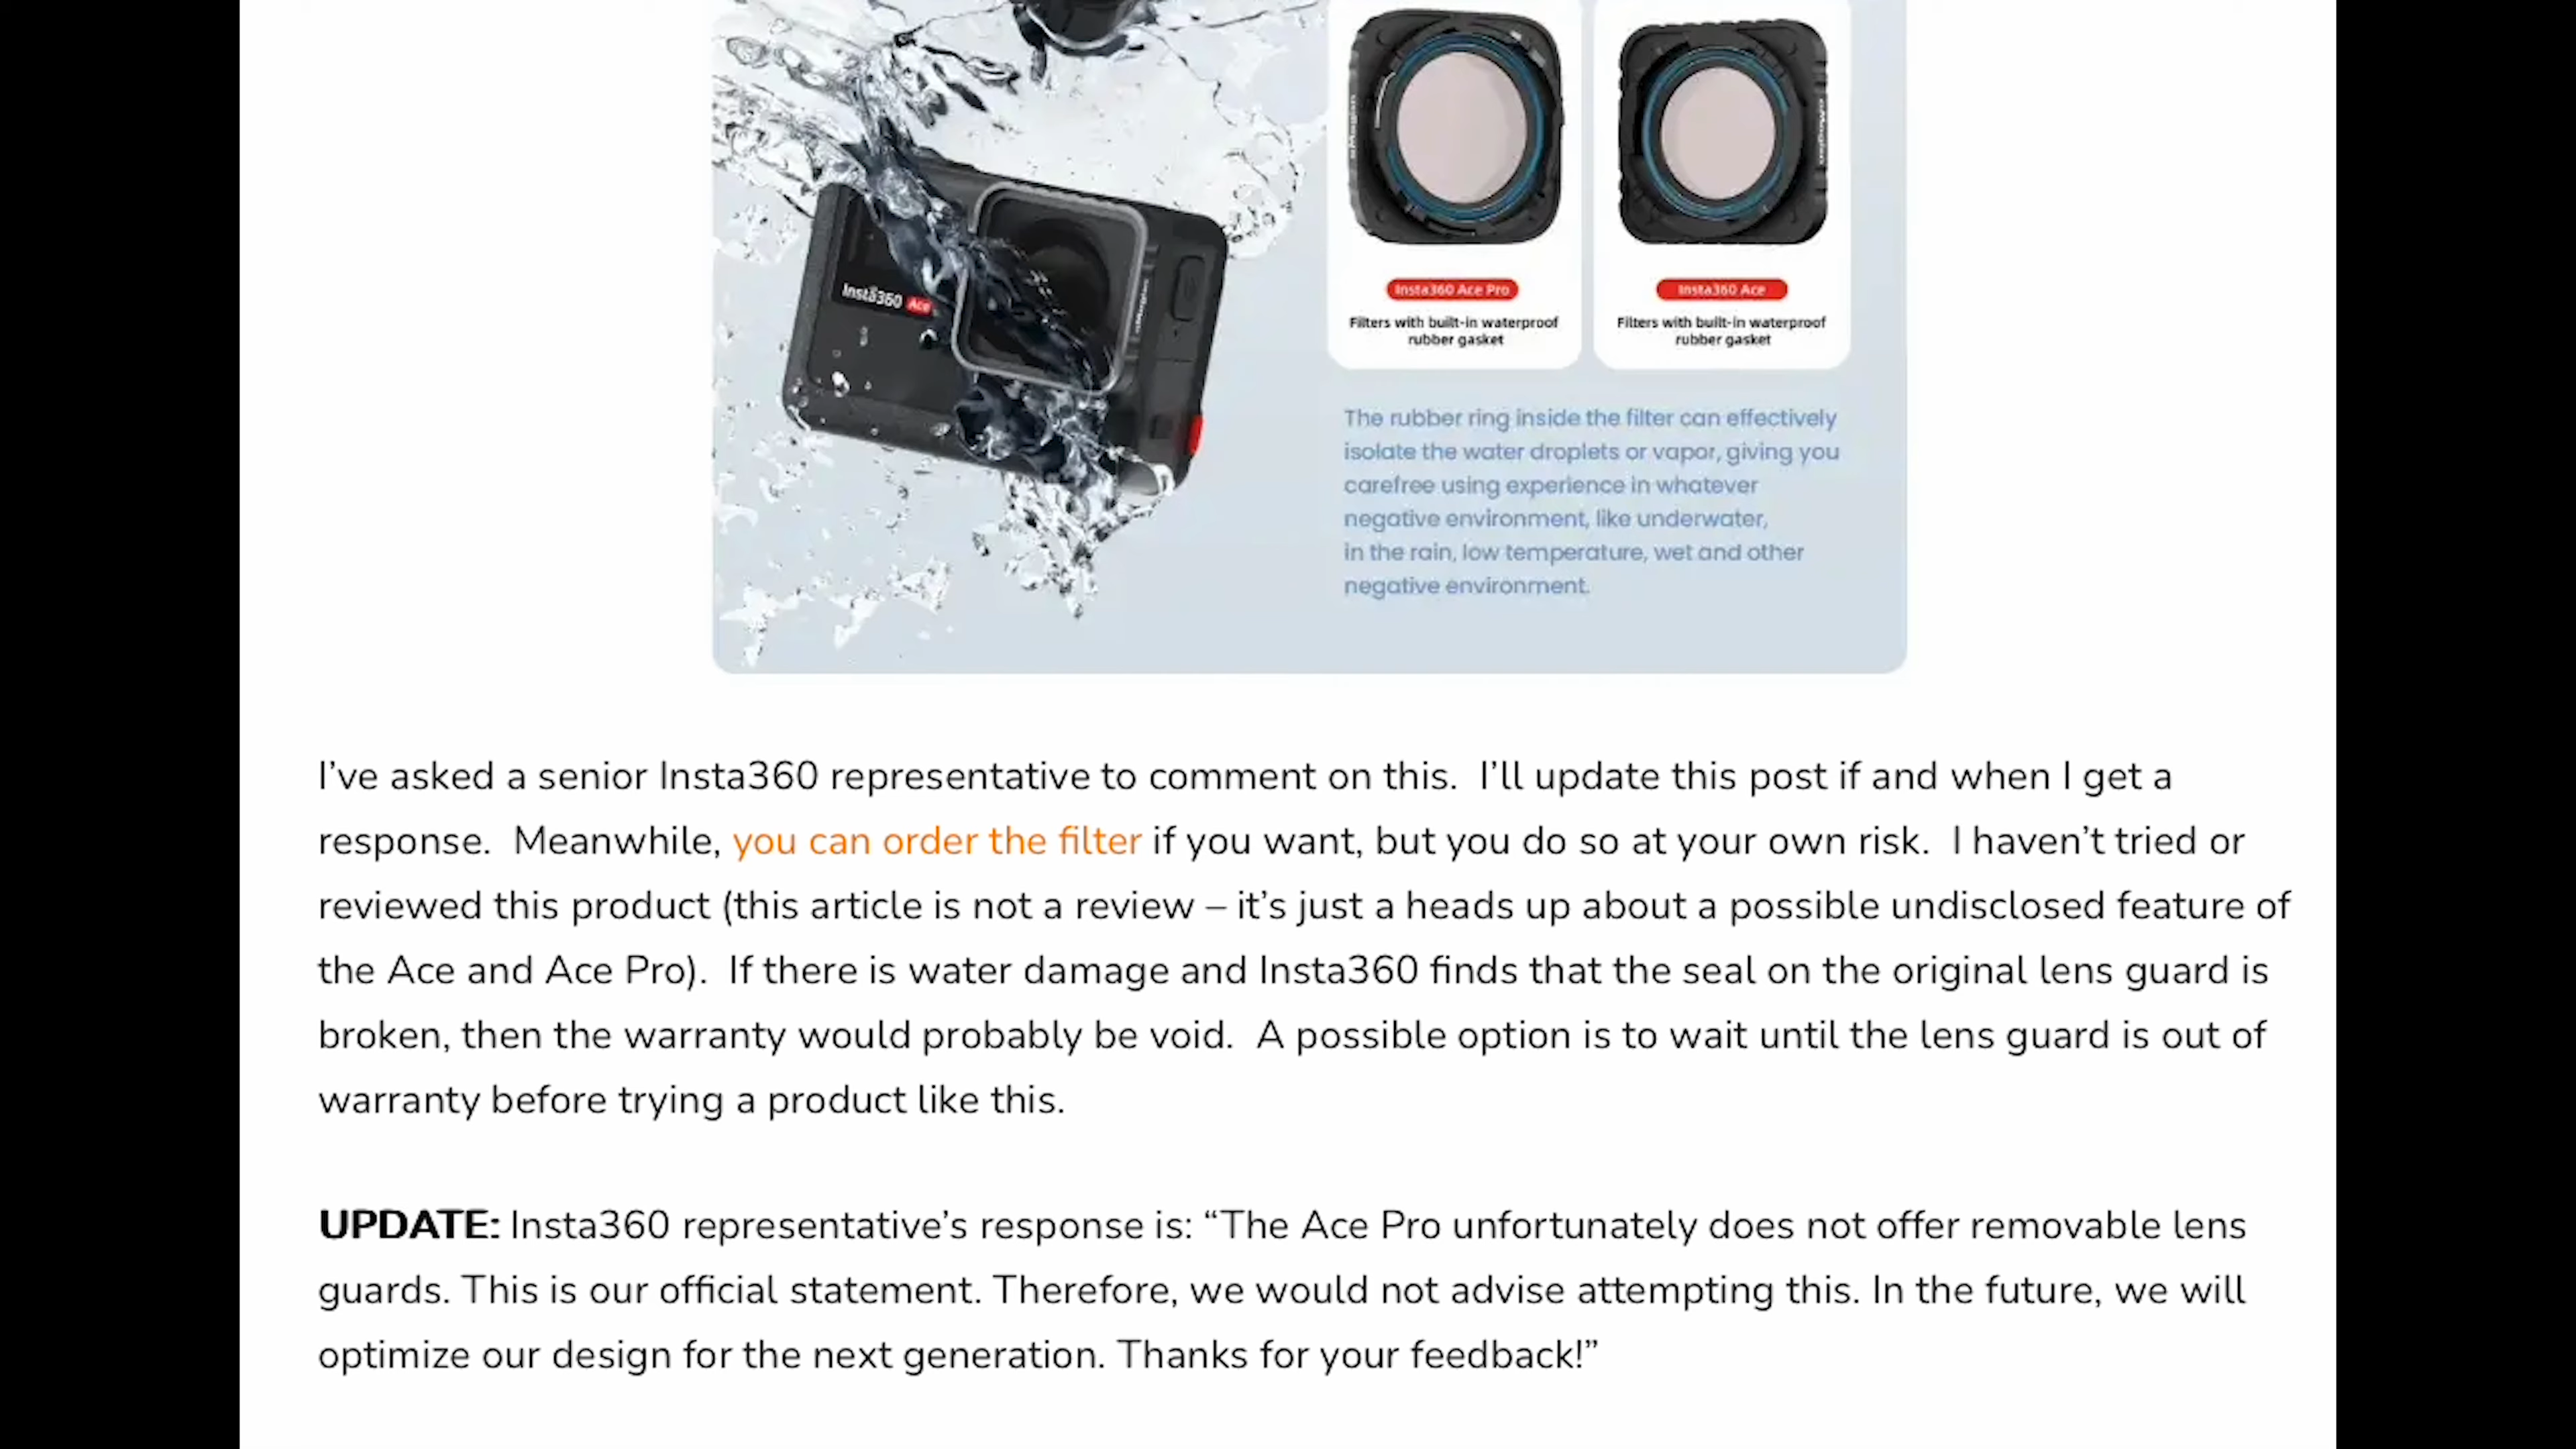 Insta360 Ace
Insta360 Ace Pro
Filters with built-in waterproof
rubber gasket
Insta360 Ace
Filters with built-in waterproof
rubber gasket
The rubber ring inside the filter can effectively
isolate the water droplets or vapor, giving you
carefree using experience in whatever
negative environment, like underwater,
in the rain, low temperature, wet and other
negative environment.
I’ve asked a senior Insta360 representative to comment on this. I’ll update this post if and when I get a
response. Meanwhile, you can order the filter if you want, but you do so at your own risk. I haven’t tried or
reviewed this product (this article is not a review – it’s just a heads up about a possible undisclosed feature of
the Ace and Ace Pro). If there is water damage and Insta360 finds that the seal on the original lens guard is
broken, then the warranty would probably be void. A possible option is to wait until the lens guard is out of
warranty before trying a product like this.
UPDATE: Insta360 representative’s response is: “The Ace Pro unfortunately does not offer removable lens
guards. This is our official statement. Therefore, we would not advise attempting this. In the future, we will
optimize our design for the next generation. Thanks for your feedback!”